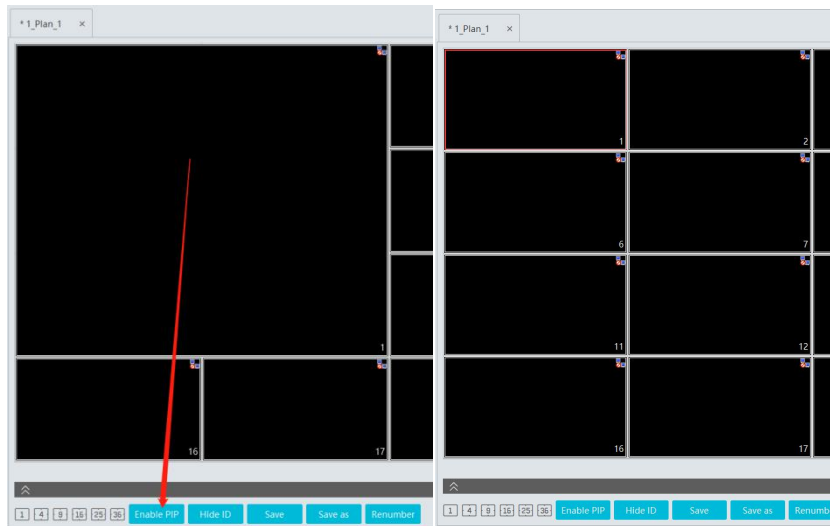 * 1_Plan_1 ×
1
16 17
1 4 9 16 25 36 Enable PIP Hide ID Save Save as Renumber
* 1_Plan_1 ×
1 2
6 7
11 12
16 17
1 4 9 16 25 36 Enable PIP Hide ID Save Save as Renumb